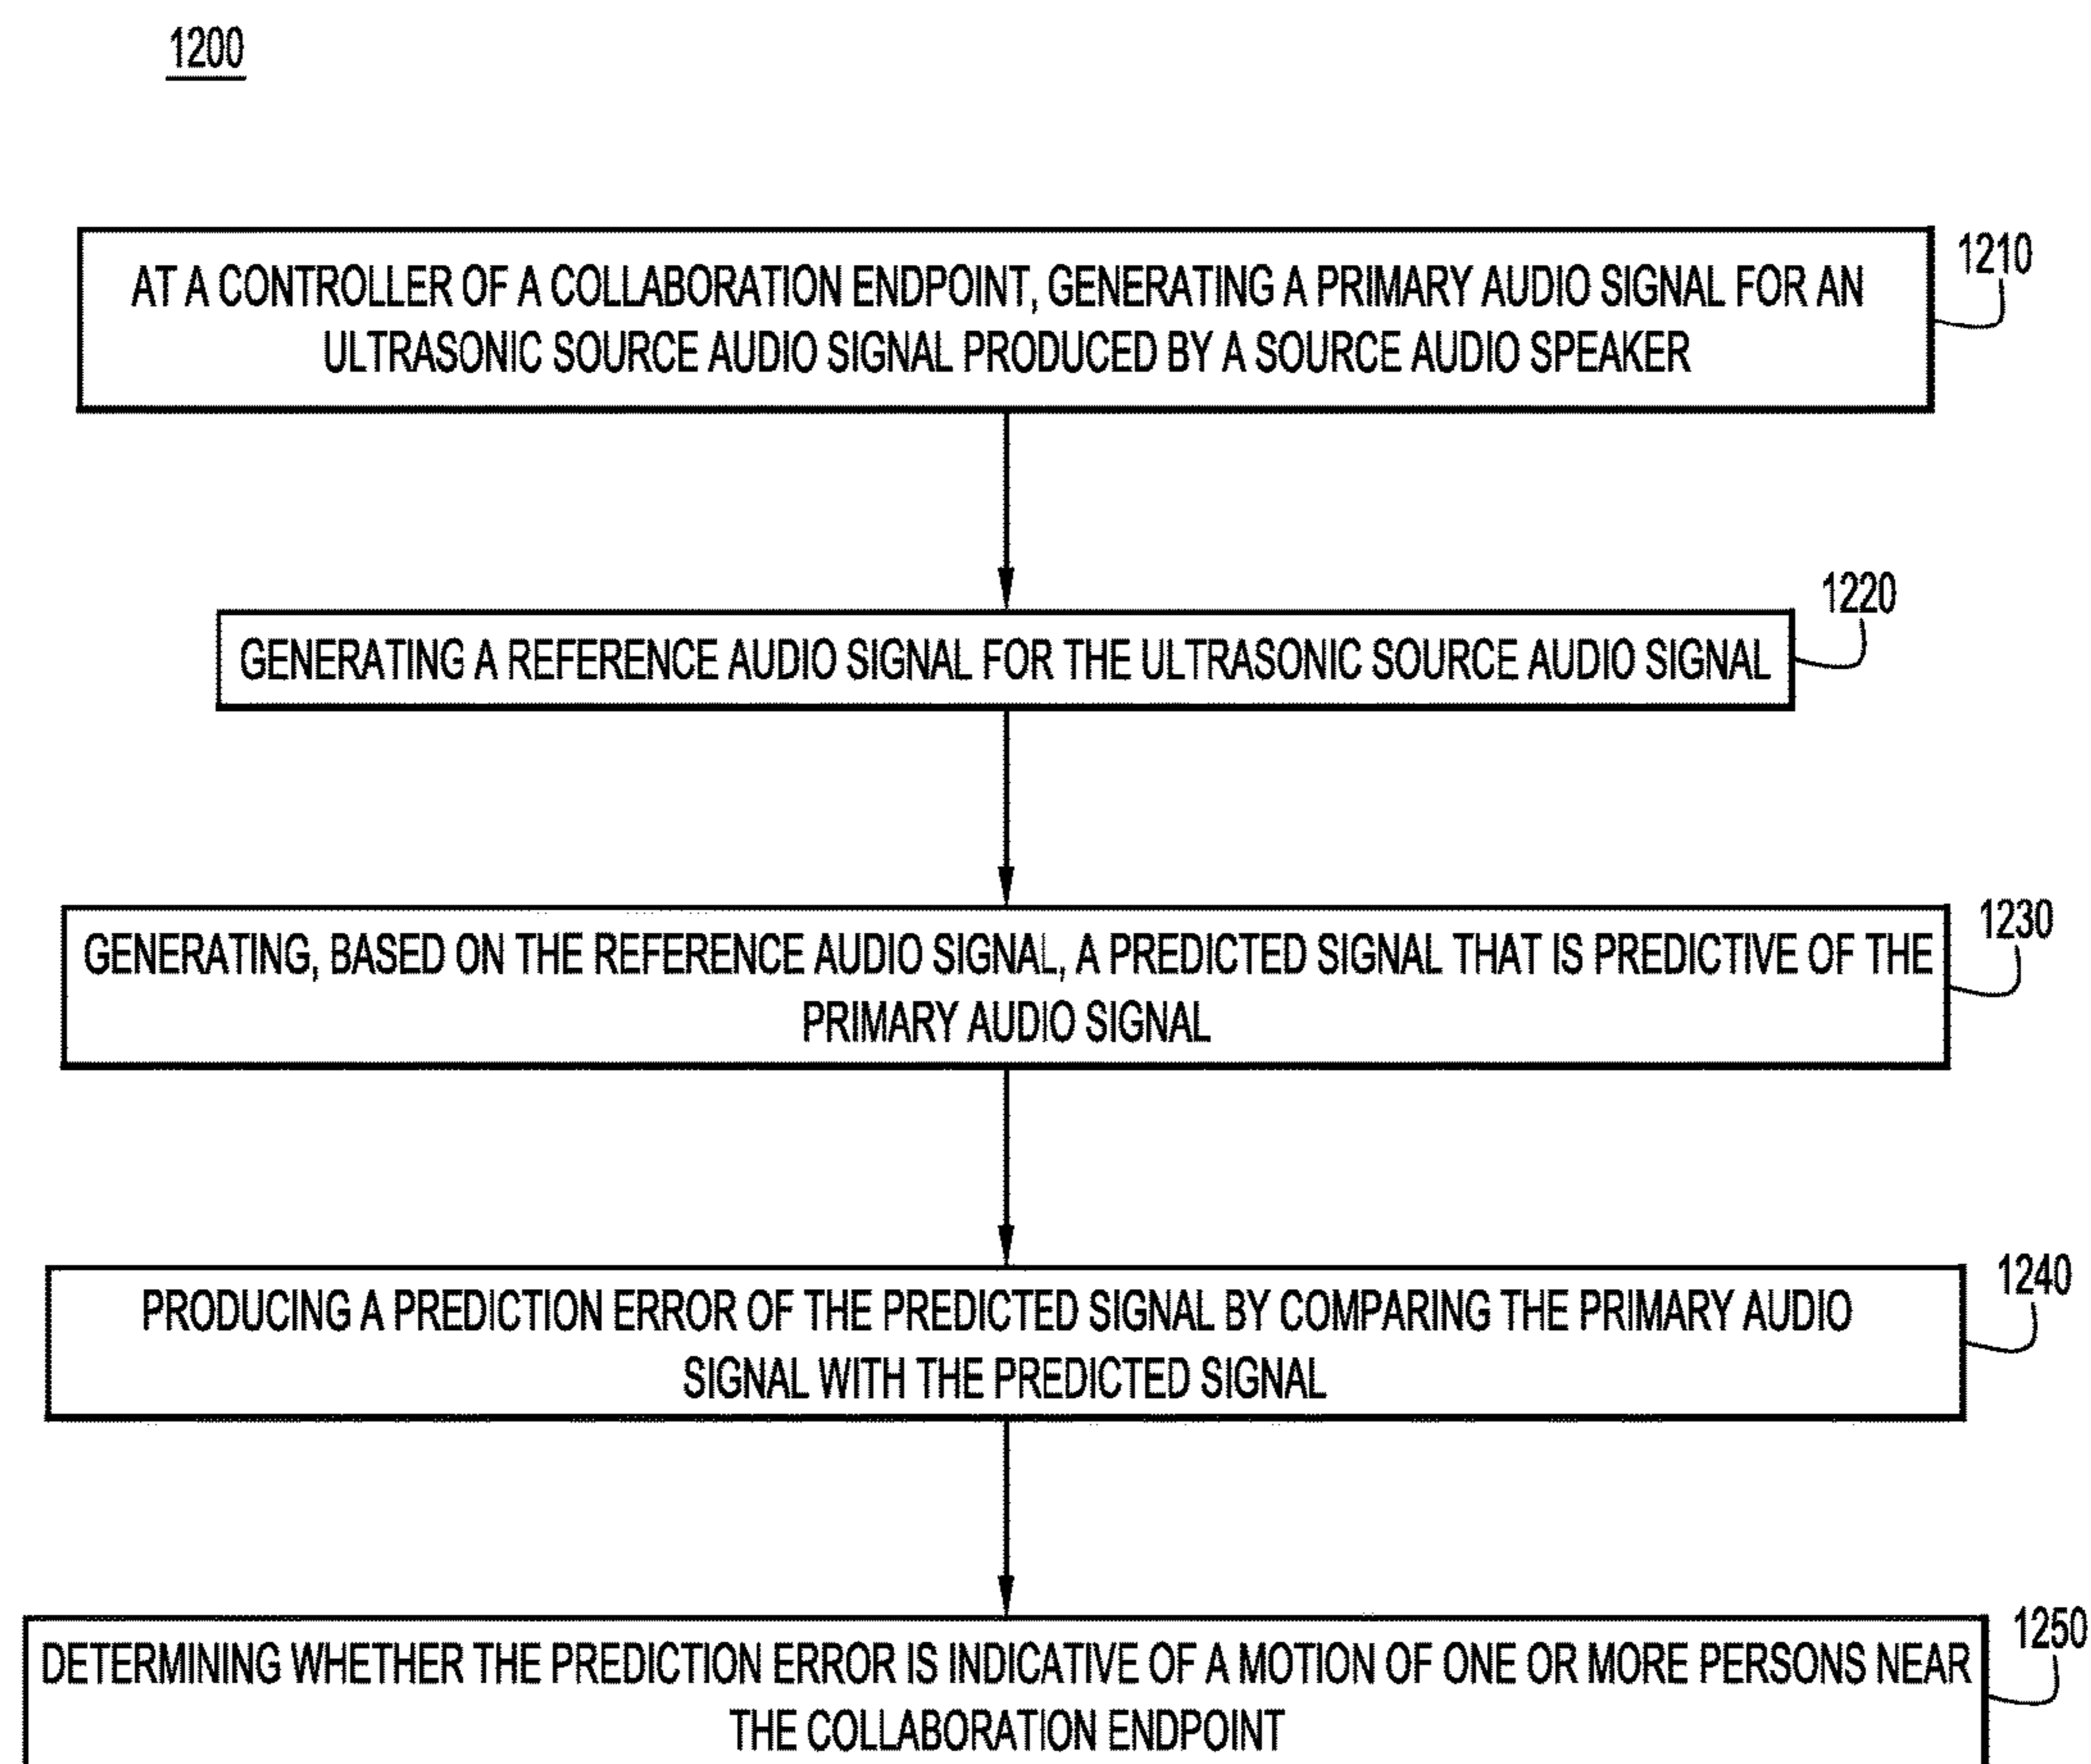 1200
AT A CONTROLLER OF A COLLABORATION ENDPOINT, GENERATING A PRIMARY AUDIO SIGNAL FOR AN
ULTRASONIC SOURCE AUDIO SIGNAL PRODUCED BY A SOURCE AUDIO SPEAKER
1210
GENERATING A REFERENCE AUDIO SIGNAL FOR THE ULTRASONIC SOURCE AUDIO SIGNAL
1220
GENERATING, BASED ON THE REFERENCE AUDIO SIGNAL, A PREDICTED SIGNAL THAT IS PREDICTIVE OF THE
PRIMARY AUDIO SIGNAL
1230
PRODUCING A PREDICTION ERROR OF THE PREDICTED SIGNAL BY COMPARING THE PRIMARY AUDIO
SIGNAL WITH THE PREDICTED SIGNAL
1240
DETERMINING WHETHER THE PREDICTION ERROR IS INDICATIVE OF A MOTION OF ONE OR MORE PERSONS NEAR
THE COLLABORATION ENDPOINT
1250